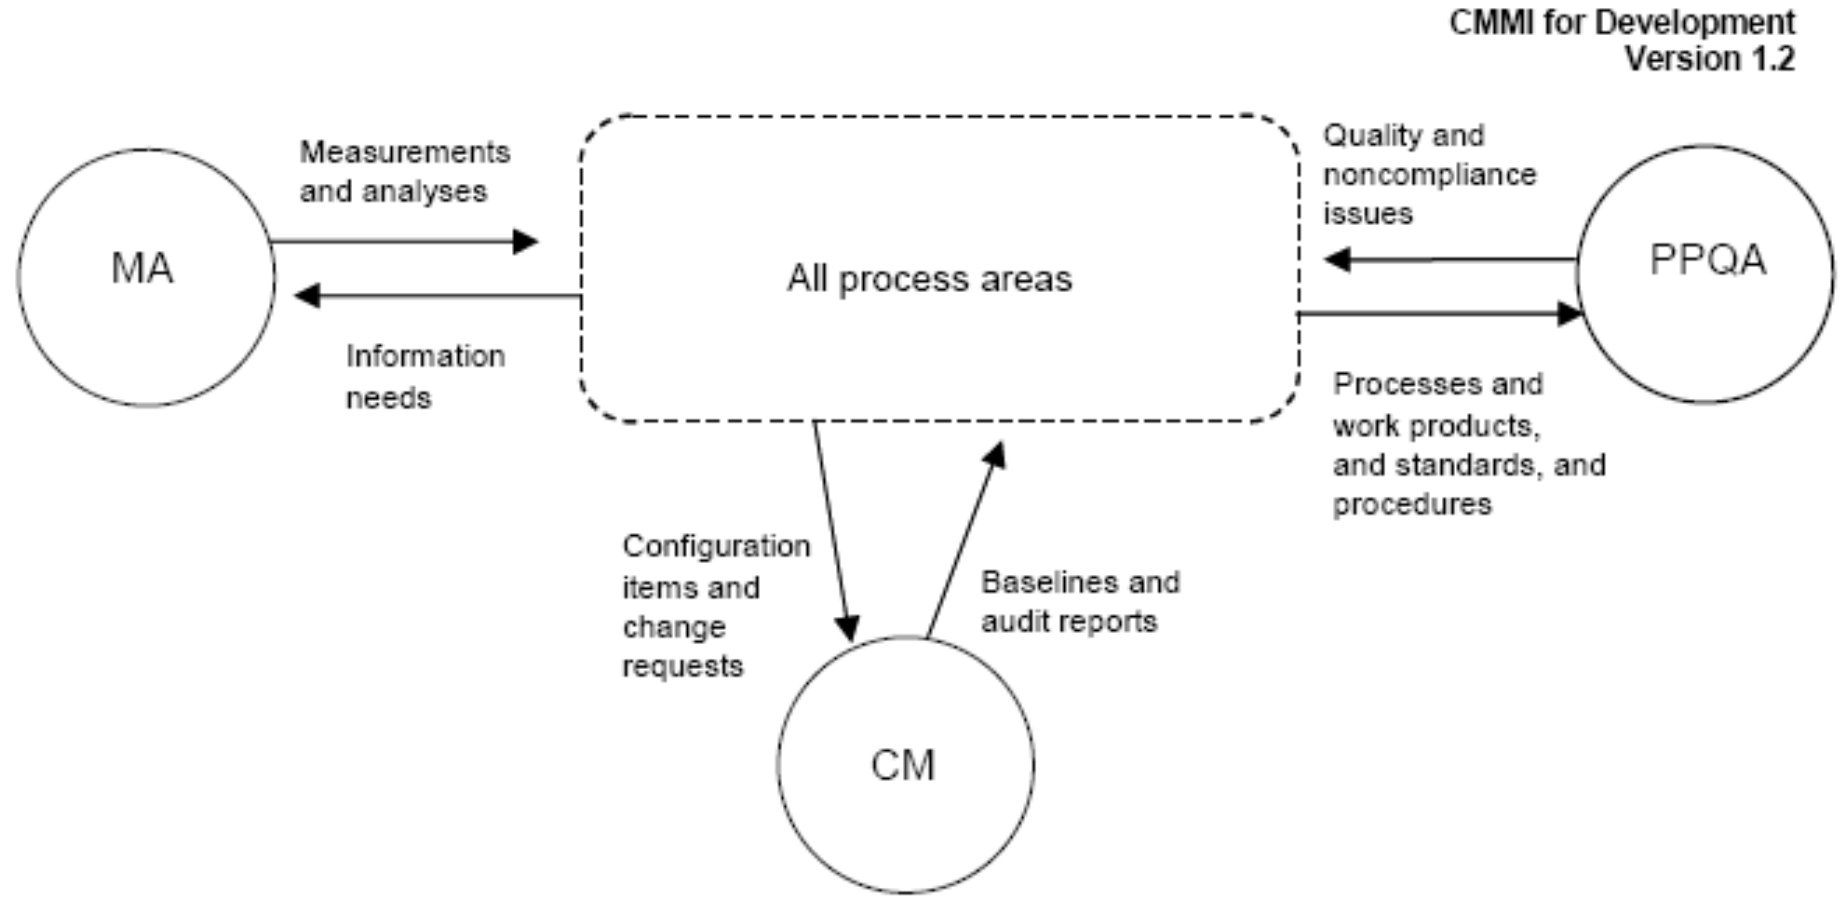 CMMI for Development
Version 1.2
Measurements
and analyses
MA
Information
needs
All process areas
Quality and
noncompliance
issues
PPQA
Processes and
work products,
and standards, and
procedures
Configuration
items and
change
requests
Baselines and
audit reports
CM